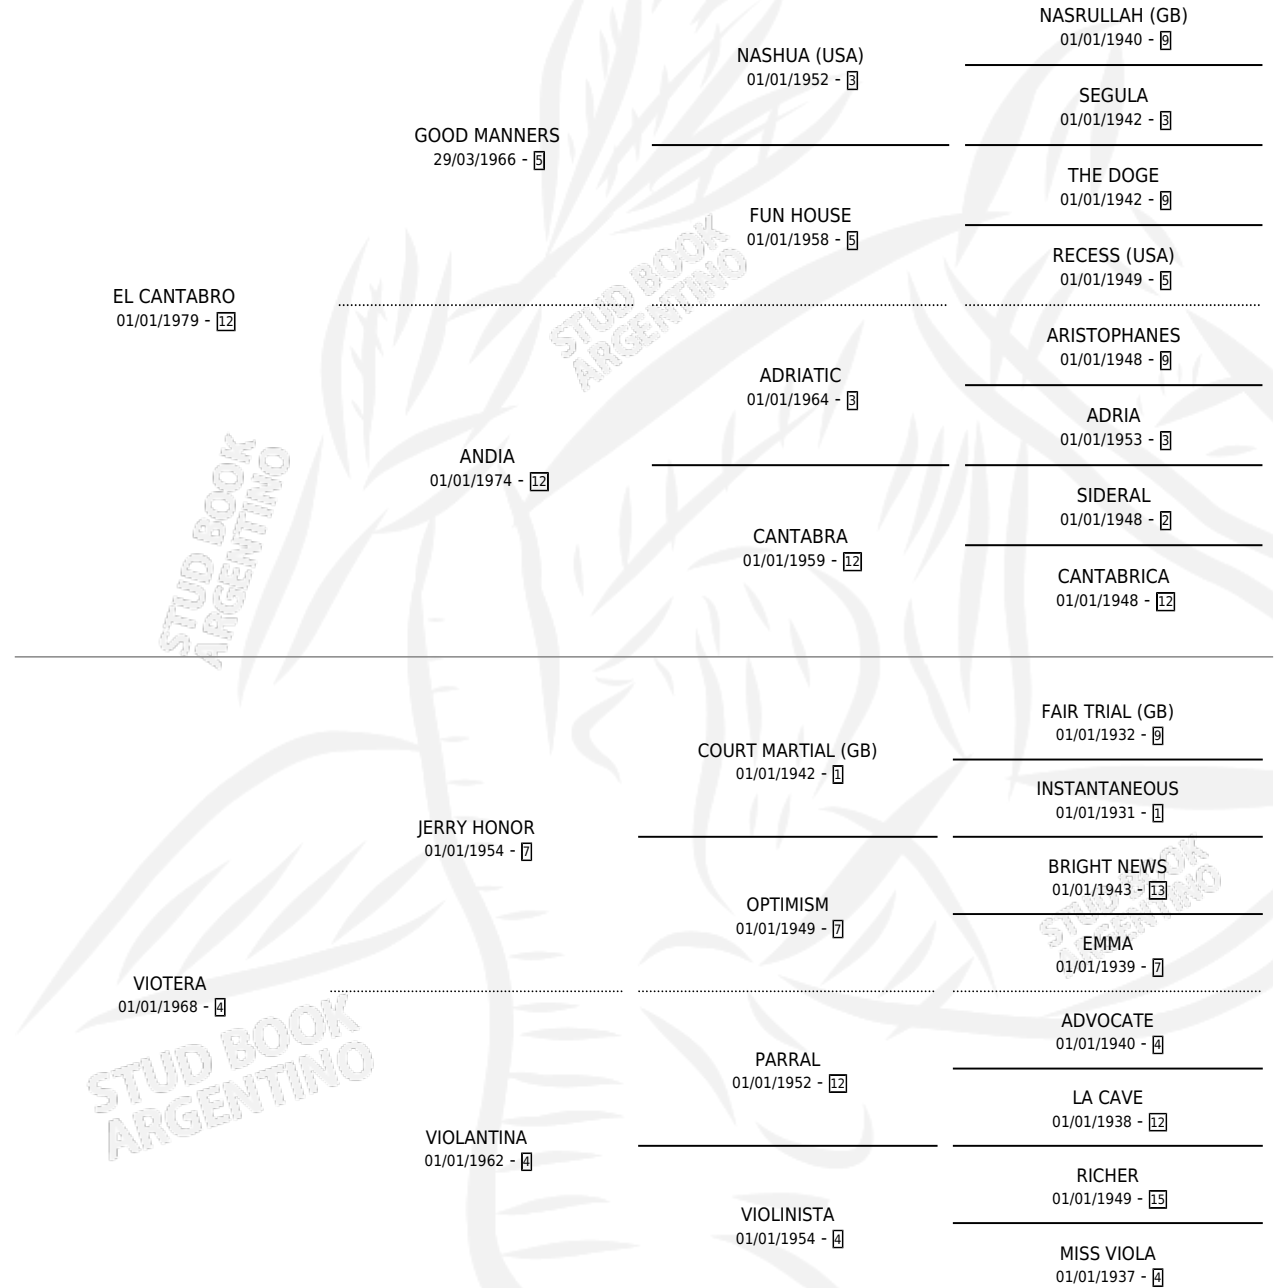 NASRULLAH (GB)
01/01/1940 - 9
NASHUA (USA)
01/01/1952 - 3
SEGULA
01/01/1942 - 3
GOOD MANNERS
29/03/1966 - 5
THE DOGE
01/01/1942 - 9
FUN HOUSE
01/01/1958 - 5
RECESS (USA)
01/01/1949 - 5
EL CANTABRO
01/01/1979 - 12
ARISTOPHANES
01/01/1948 - 9
ADRIATIC
01/01/1964 - 3
ADRIA
01/01/1953 - 3
ANDIA
01/01/1974 - 12
SIDERAL
01/01/1948 - 2
CANTABRA
01/01/1959 - 12
CANTABRICA
01/01/1948 - 12
FAIR TRIAL (GB)
01/01/1932 - 9
COURT MARTIAL (GB)
01/01/1942 - 1
INSTANTANEOUS
01/01/1931 - 1
JERRY HONOR
01/01/1954 - 7
BRIGHT NEWS
01/01/1943 - 13
OPTIMISM
01/01/1949 - 7
EMMA
01/01/1939 - 7
VIOTERA
01/01/1968 - 4
ADVOCATE
01/01/1940 - 4
PARRAL
01/01/1952 - 12
LA CAVE
01/01/1938 - 12
VIOLANTINA
01/01/1962 - 4
RICHER
01/01/1949 - 15
VIOLINISTA
01/01/1954 - 4
MISS VIOLA
01/01/1937 - 4
STUD BOOK
ARGENTINO
STUD BOOK
ARGENTINO
STUD BOOK
ARGENTINO
STUD BOOK
ARGENTINO